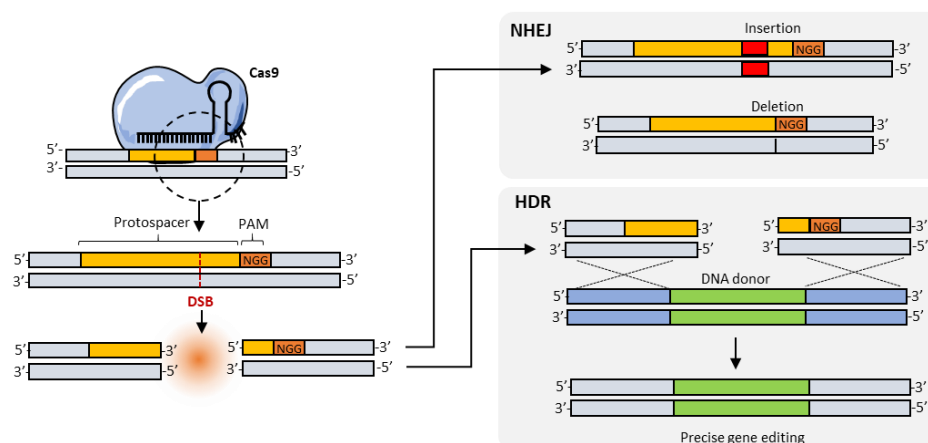 Cas9
5’
-3’
3’
-5’
Protospacer
PAM
5’
NGG
-3’
3’
-5’
DSB
5’
-3’
3’
-5’
5’
NGG
-3’
3’
-5’
NHEJ
Insertion
5’
NGG
-3’
3’
-5’
Deletion
5’
NGG
-3’
3’
-5’
HDR
5’
-3’
3’
-5’
5’
NGG
-3’
3’
-5’
DNA donor
5’
-3’
3’
-5’
5’
-3’
3’
-5’
Precise gene editing